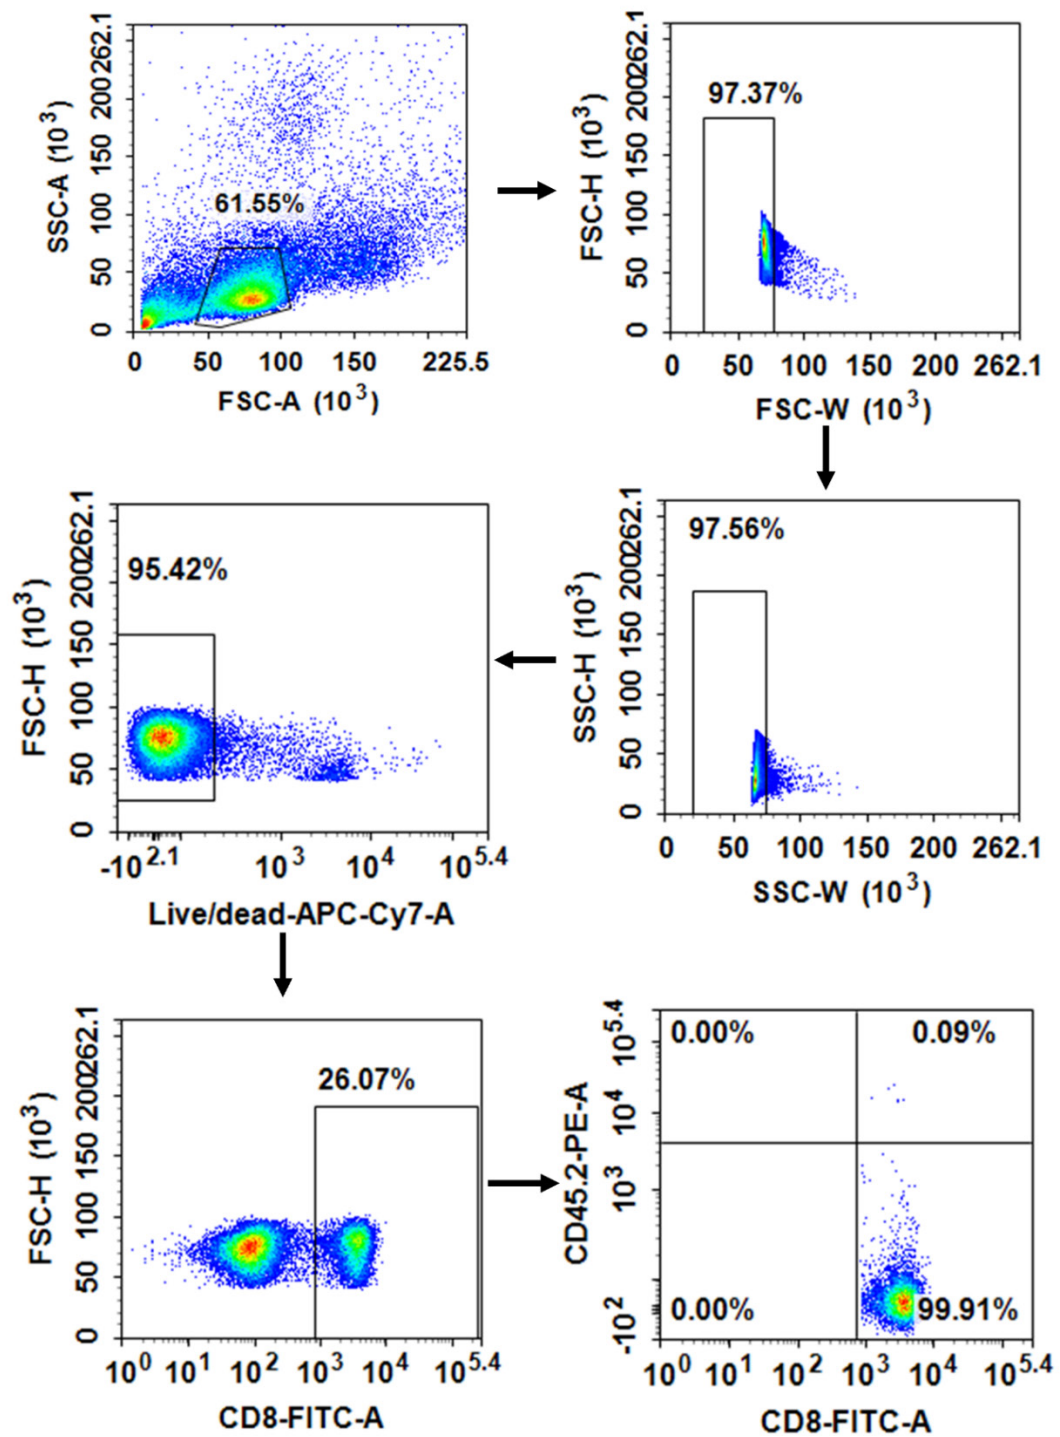 SSC-A (10³)
0 50 100 150 200 262.1
61.55%
0 50 100 150 225.5
FSC-A (10³)
FSC-H (10³)
0 50 100 150 200 262.1
97.37%
0 50 100 150 200 262.1
FSC-W (10³)
FSC-H (10³)
0 50 100 150 200 262.1
95.42%
-10^2.1 10³ 10⁴ 10^5.4
Live/dead-APC-Cy7-A
SSC-H (10³)
0 50 100 150 200 262.1
97.56%
0 50 100 150 200 262.1
SSC-W (10³)
FSC-H (10³)
0 50 100 150 200 262.1
26.07%
10⁰ 10¹ 10² 10³ 10⁴ 10^5.4
CD8-FITC-A
CD45.2-PE-A
-10² 10³ 10⁴ 10^5.4
0.00% 0.09%
0.00% 99.91%
10⁰ 10¹ 10² 10³ 10⁴ 10^5.4
CD8-FITC-A